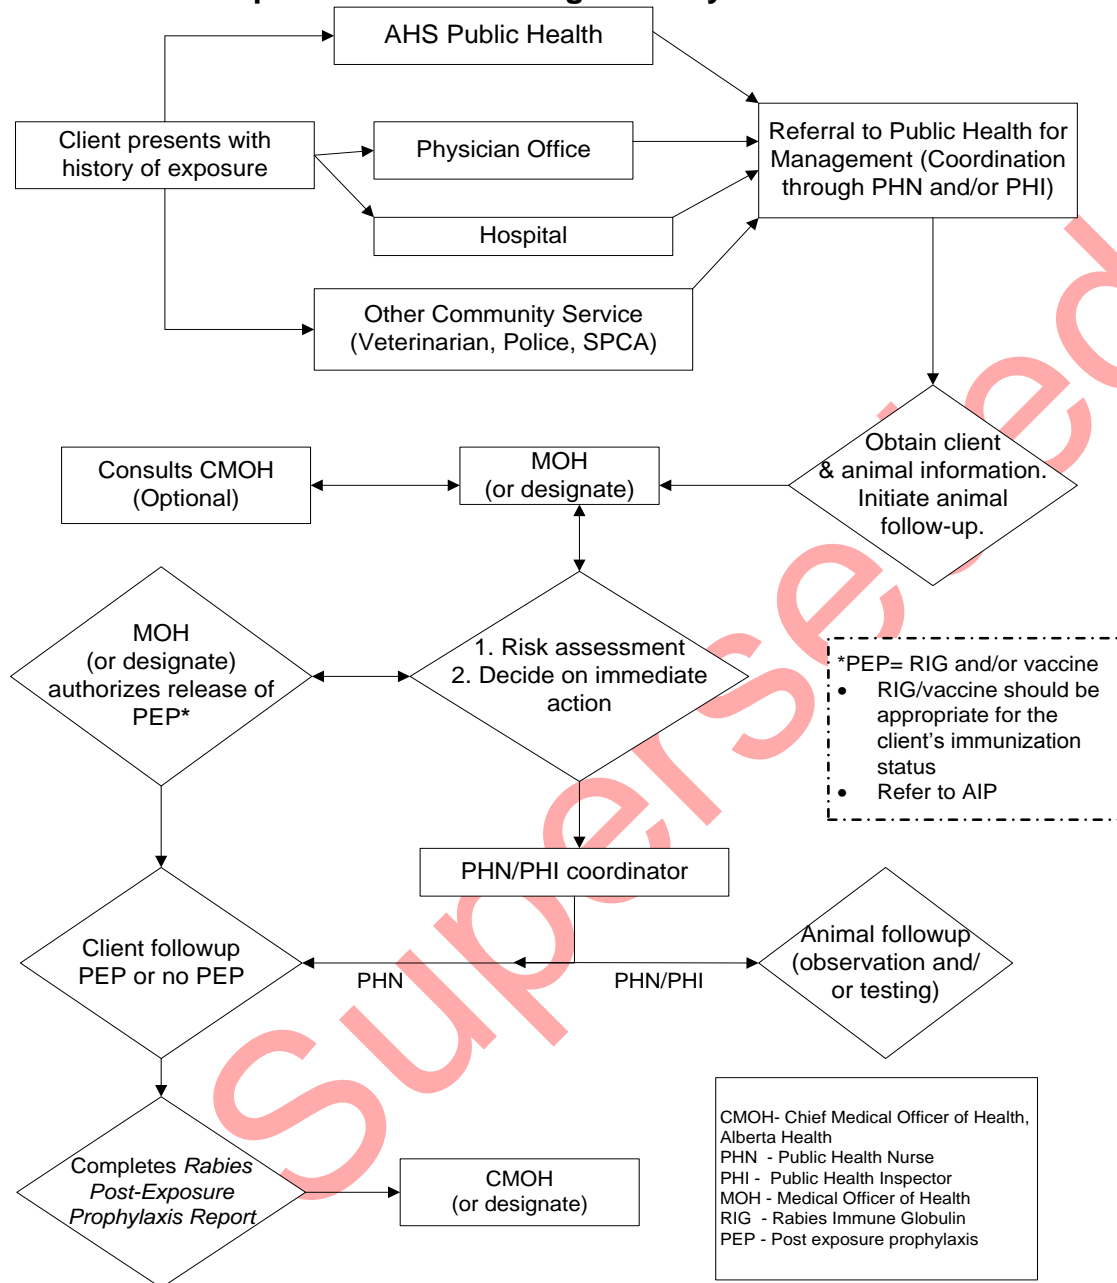 AHS Public Health
Client presents with
history of exposure
Physician Office
Referral to Public Health for
Management (Coordination
through PHN and/or PHI)
Hospital
Other Community Service
(Veterinarian, Police, SPCA)
Obtain client
& animal information.
Initiate animal
follow-up.
Consults CMOH
(Optional)
MOH
(or designate)
MOH
(or designate)
authorizes release of
PEP*
1. Risk assessment
2. Decide on immediate
action
*PEP= RIG and/or vaccine
• RIG/vaccine should be
appropriate for the
client's immunization
status
• Refer to AIP
PHN/PHI coordinator
Client followup
PEP or no PEP
PHN
PHN/PHI
Animal followup
(observation and/
or testing)
Completes Rabies
Post-Exposure
Prophylaxis Report
CMOH
(or designate)
CMOH- Chief Medical Officer of Health,
Alberta Health
PHN - Public Health Nurse
PHI - Public Health Inspector
MOH - Medical Officer of Health
RIG - Rabies Immune Globulin
PEP - Post exposure prophylaxis
Superseded